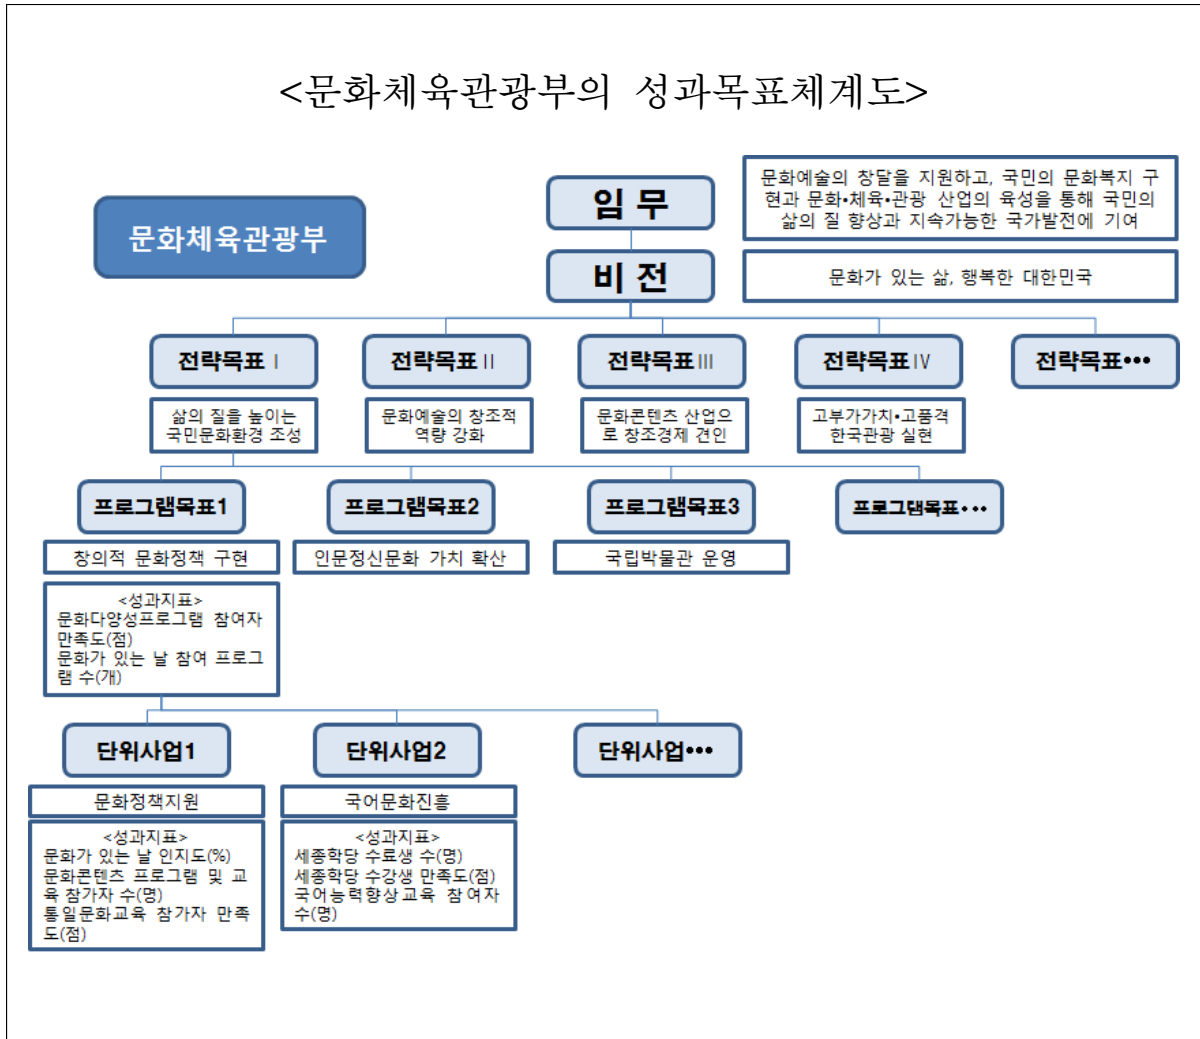 <문화체육관광부의 성과목표체계도>
문화체육관광부
임 무
문화예술의 창달을 지원하고, 국민의 문화복지 구
현과 문화•체육•관광 산업의 육성을 통해 국민의
삶의 질 향상과 지속가능한 국가발전에 기여
비 전
문화가 있는 삶, 행복한 대한민국
전략목표 Ⅰ
전략목표 Ⅱ
전략목표 Ⅲ
전략목표 Ⅳ
전략목표•••
삶의 질을 높이는
국민문화환경 조성
문화예술의 창조적
역량 강화
문화콘텐츠 산업으
로 창조경제 견인
고부가가치•고품격
한국관광 실현
프로그램목표1
프로그램목표2
프로그램목표3
프로그램목표•••
창의적 문화정책 구현
인문정신문화 가치 확산
국립박물관 운영
<성과지표>
문화다양성프로그램 참여자
만족도(점)
문화가 있는 날 참여 프로그
램 수(개)
단위사업1
단위사업2
단위사업•••
문화정책지원
국어문화진흥
<성과지표>
문화가 있는 날 인지도(%)
문화콘텐츠 프로그램 및 교
육 참가자 수(명)
통일문화교육 참가자 만족
도(점)
<성과지표>
세종학당 수료생 수(명)
세종학당 수강생 만족도(점)
국어능력향상교육 참여자
수(명)